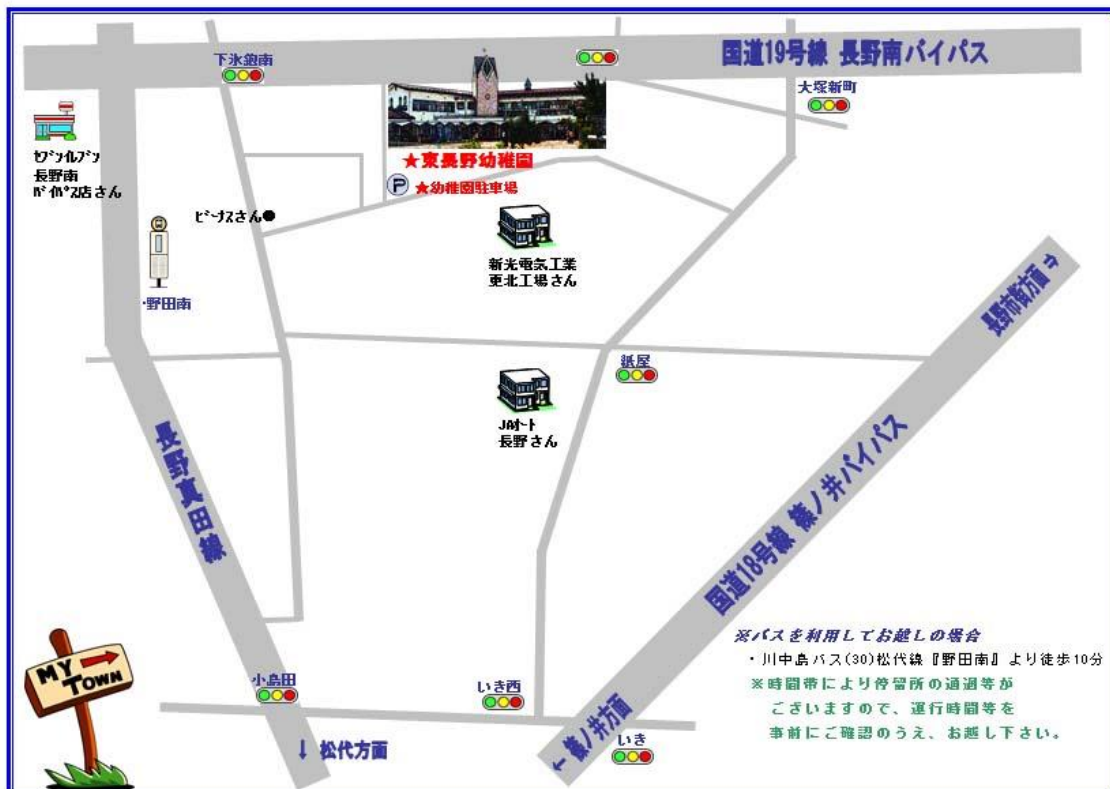 国道19号線 長野南バイパス
下氷鉋南
大塚新町
セブンイレブン
長野南
バイパス店さん
★東長野幼稚園
P ★幼稚園駐車場
ビーナスさん●
新光電気工業
更北工場さん
・野田南
長野市街方面 ⇒
紙屋
JAオート
長野さん
長野真田線
国道18号線 篠ノ井バイパス
※バスを利用してお越しの場合
・川中島バス(30)松代線『野田南』より徒歩10分
※時間帯により停留所の通過等が
ございますので、運行時間等を
事前にご確認のうえ、お越し下さい。
MY
TOWN
小島田
いき西
いき
← 篠ノ井方面
↓ 松代方面